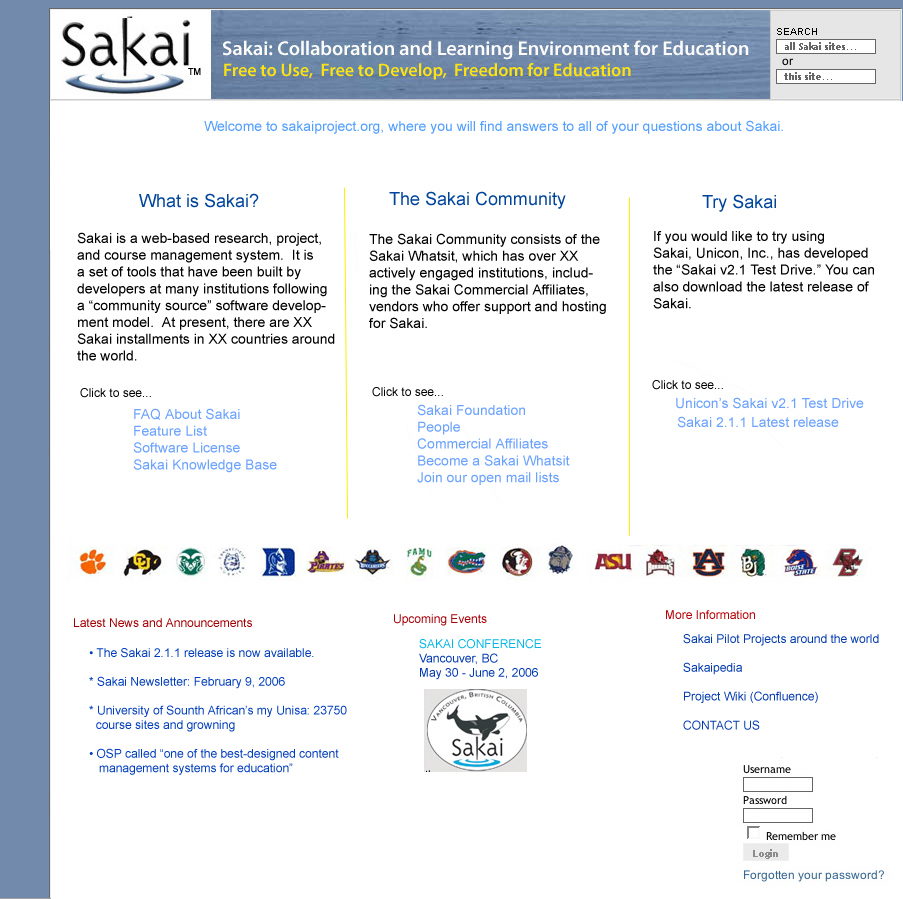 Sakai TM
Sakai: Collaboration and Learning Environment for Education
Free to Use, Free to Develop, Freedom for Education
SEARCH
all Sakai sites...
or
this site...
Welcome to sakaiproject.org, where you will find answers to all of your questions about Sakai.
What is Sakai?
Sakai is a web-based research, project,
and course management system. It is
a set of tools that have been built by
developers at many institutions following
a “community source” software develop-
ment model. At present, there are XX
Sakai installments in XX countries around
the world.
Click to see...
FAQ About Sakai
Feature List
Software License
Sakai Knowledge Base
The Sakai Community
The Sakai Community consists of the
Sakai Whatsit, which has over XX
actively engaged institutions, includ-
ing the Sakai Commercial Affiliates,
vendors who offer support and hosting
for Sakai.
Click to see...
Sakai Foundation
People
Commercial Affiliates
Become a Sakai Whatsit
Join our open mail lists
Try Sakai
If you would like to try using
Sakai, Unicon, Inc., has developed
the “Sakai v2.1 Test Drive.” You can
also download the latest release of
Sakai.
Click to see...
Unicon’s Sakai v2.1 Test Drive
Sakai 2.1.1 Latest release
CU
D
PIRATES
FAMU
ASU
AU
B
BOISE STATE
BC
Latest News and Announcements
• The Sakai 2.1.1 release is now available.
* Sakai Newsletter: February 9, 2006
* University of Sounth African’s my Unisa: 23750
course sites and growning
• OSP called “one of the best-designed content
management systems for education”
Upcoming Events
SAKAI CONFERENCE
Vancouver, BC
May 30 - June 2, 2006
VANCOUVER, BRITISH COLUMBIA
Sakai
More Information
Sakai Pilot Projects around the world
Sakaipedia
Project Wiki (Confluence)
CONTACT US
Username
Password
Remember me
Login
Forgotten your password?